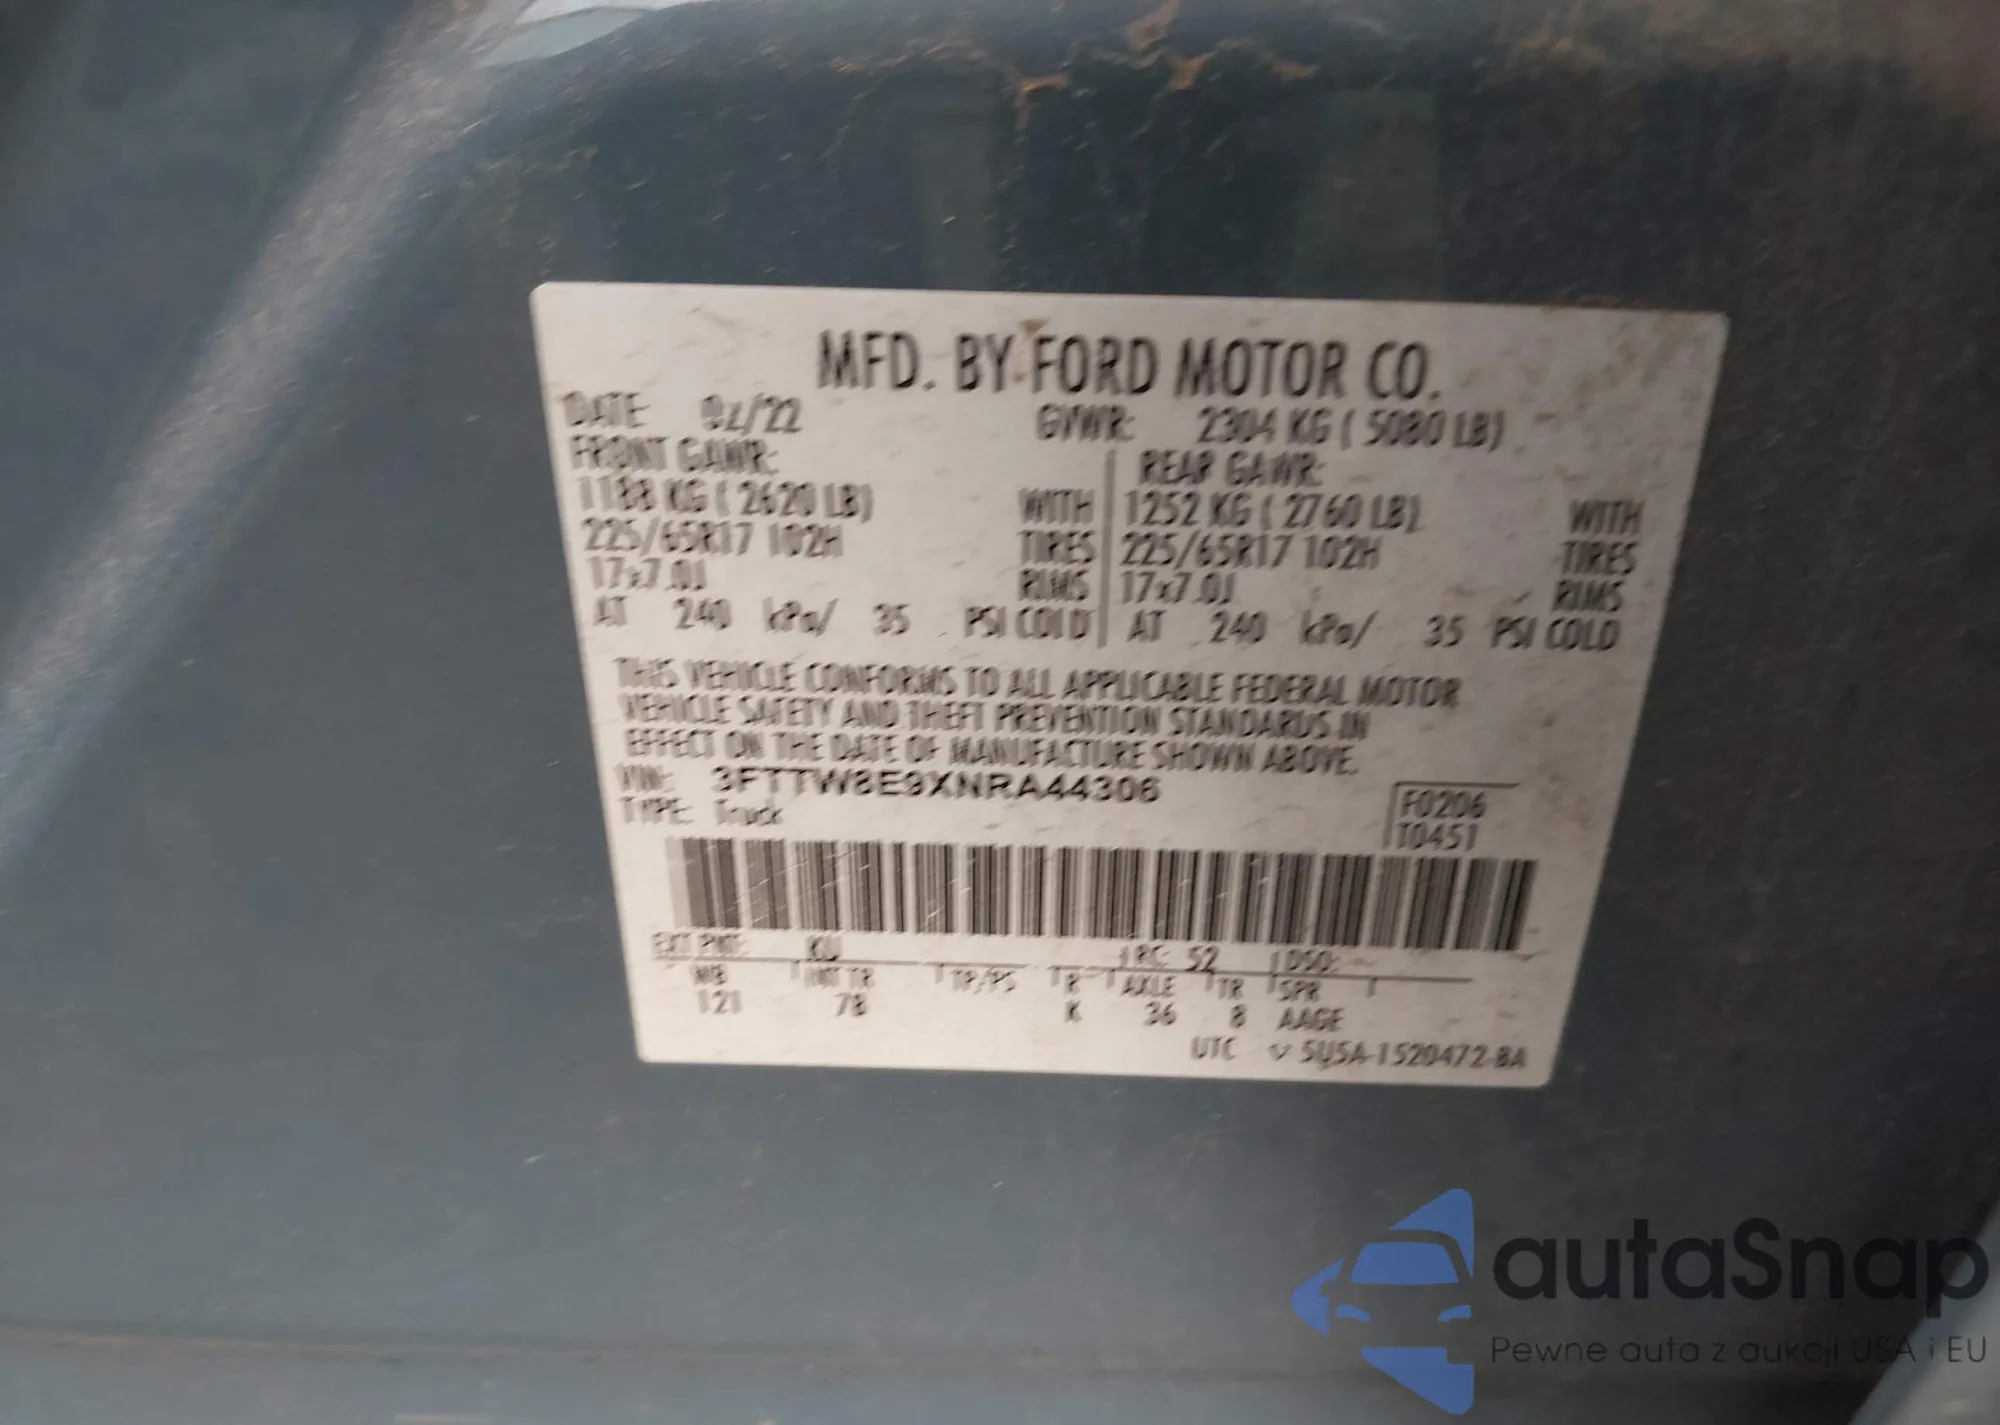 MFD. BY FORD MOTOR CO.
DATE 04/22 GVWR: 2304 KG ( 5080 LB)
FRONT GAWR: REAR GAWR:
1188 KG ( 2620 LB) WITH 1252 KG ( 2760 LB) WITH
225/65R17 102H TIRES 225/65R17 102H TIRES
17x7.0J RIMS 17x7.0J RIMS
AT 240 kPa/ 35 PSI COLD AT 240 kPa/ 35 PSI COLD
THIS VEHICLE CONFORMS TO ALL APPLICABLE FEDERAL MOTOR
VEHICLE SAFETY AND THEFT PREVENTION STANDARDS IN
EFFECT ON THE DATE OF MANUFACTURE SHOWN ABOVE.
VIN: 3FTTW8E9XNRA44306
TYPE: Truck
F0206
T0451
EXT PNT: KU RC: 52 DSO:
WB INT TR TP/PS R AXLE TR SPR
121 78 K 36 8 AAGE
UTC 5U5A-1520472-BA
autaSnap
Pewne auta z aukcji USA i EU